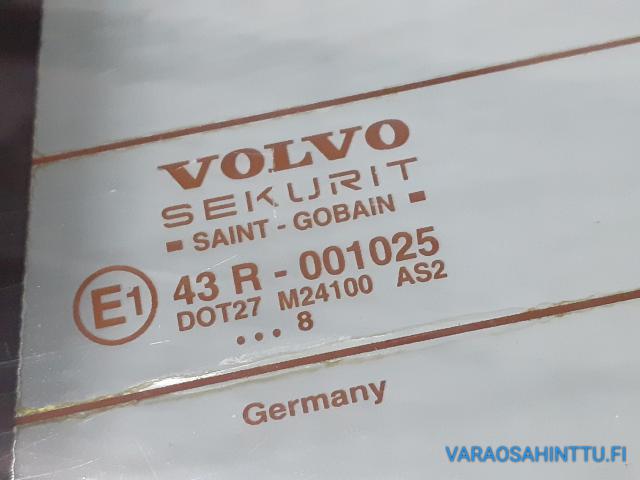 VOLVO
SEKURIT
- SAINT - GOBAIN -
E1
43 R - 001025
DOT27 M24100 AS2
... 8
Germany
VARAOSAHINTTU.FI